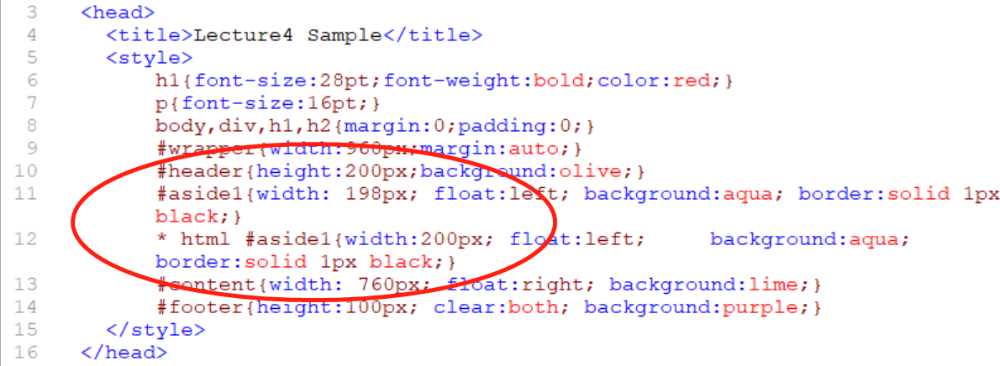 3 <head>
4 <title>Lecture4 Sample</title>
5 <style>
6 h1{font-size:28pt;font-weight:bold;color:red;}
7 p{font-size:16pt;}
8 body,div,h1,h2{margin:0;padding:0;}
9 #wrapper{width:960px;margin:auto;}
10 #header{height:200px;background:olive;}
11 #aside1{width: 198px; float:left; background:aqua; border:solid 1px
black;}
12 * html #aside1{width:200px; float:left; background:aqua;
border:solid 1px black;}
13 #content{width: 760px; float:right; background:lime;}
14 #footer{height:100px; clear:both; background:purple;}
15 </style>
16 </head>